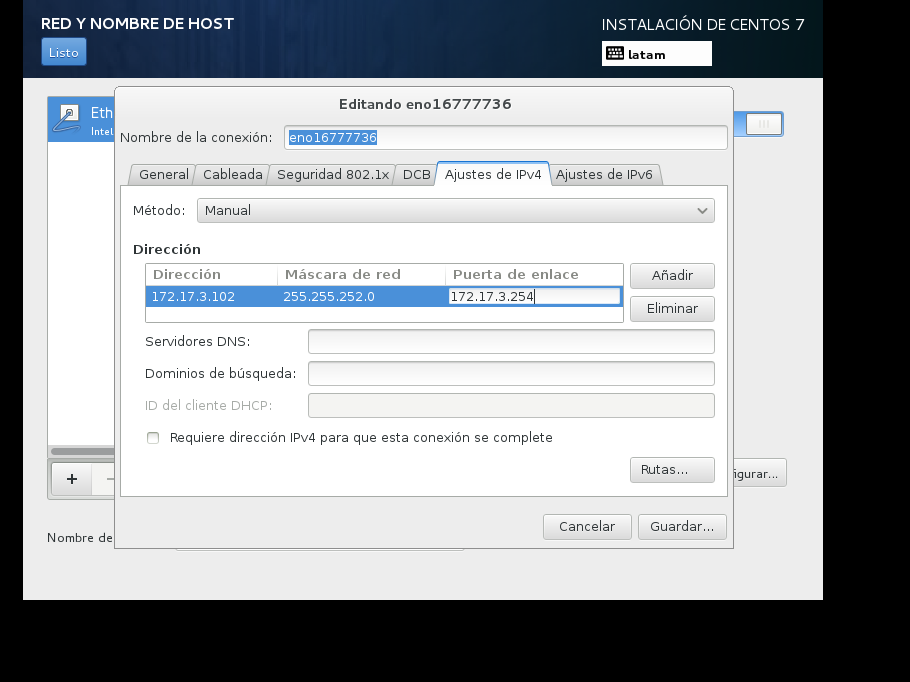 RED Y NOMBRE DE HOST
INSTALACIÓN DE CENTOS 7
Listo
latam
Eth
Intel
Editando eno16777736
Nombre de la conexión: eno16777736
General Cableada Seguridad 802.1x DCB Ajustes de IPv4 Ajustes de IPv6
Método: Manual
Dirección
Dirección Máscara de red Puerta de enlace
172.17.3.102 255.255.252.0 172.17.3.254
Añadir
Eliminar
Servidores DNS:
Dominios de búsqueda:
ID del cliente DHCP:
Requiere dirección IPv4 para que esta conexión se complete
Rutas...
+ − igurar...
Cancelar Guardar...
Nombre de